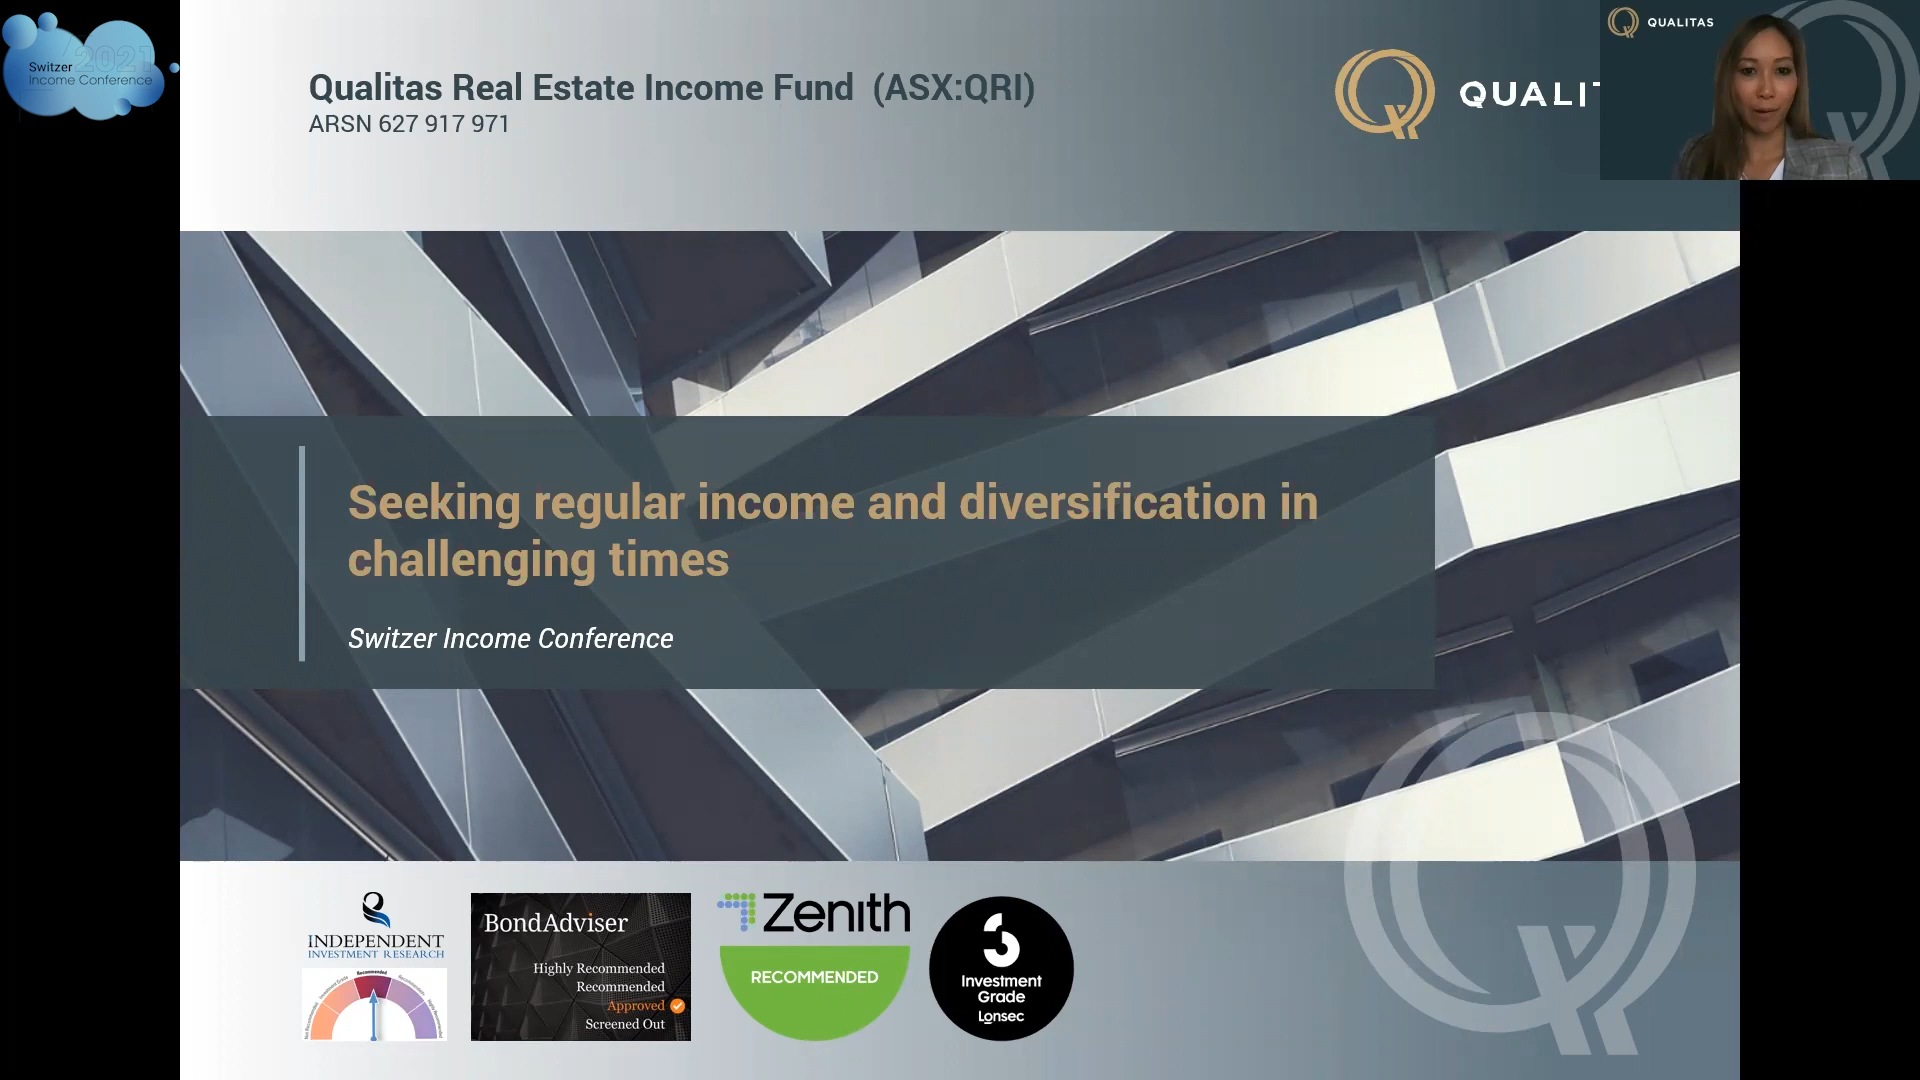 Switzer 2021
Income Conference
Qualitas Real Estate Income Fund (ASX:QRI)
ARSN 627 917 971
QUALIT
QUALITAS
Seeking regular income and diversification in
challenging times
Switzer Income Conference
INDEPENDENT
INVESTMENT RESEARCH
Recommended
BondAdviser
Highly Recommended
Recommended
Approved
Screened Out
Zenith
RECOMMENDED
Investment
Grade
Lonsec